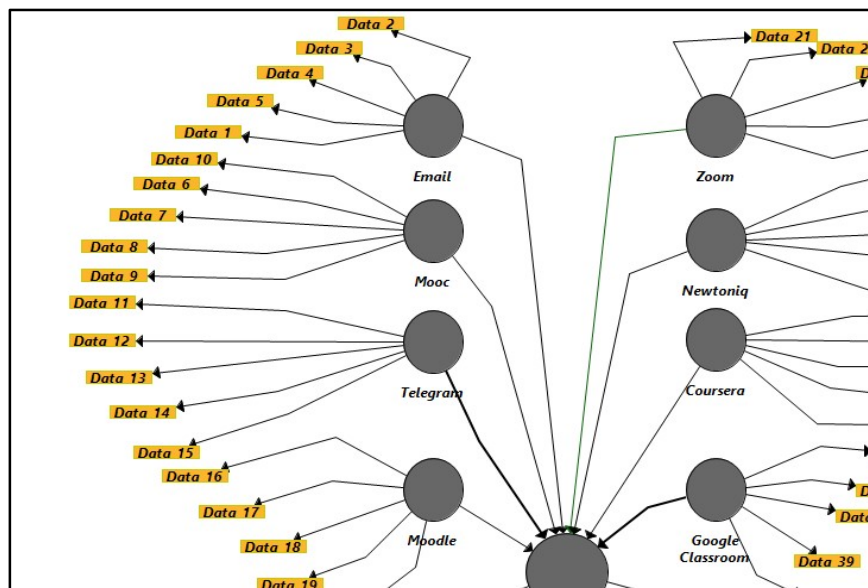 Data 2
Data 3
Data 4
Data 5
Data 1
Data 10
Data 6
Data 7
Data 8
Data 9
Data 11
Data 12
Data 13
Data 14
Data 15
Data 16
Data 17
Data 18
Data 19
Email
Mooc
Telegram
Moodle
Data 21
Data
Zoom
Newtoniq
Coursera
Google
Classroom
Data
Data 39